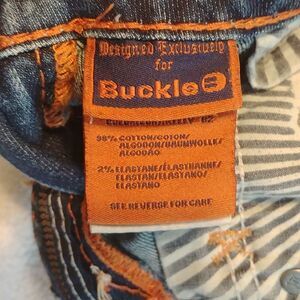 Designed Exclusively
for
Buckle B
98% COTTON/COTON/
ALGODON/BAUMWOLLE/
ALGODÃO
2% ELASTANE/ÉLASTHANNE/
ELASTAN/ELASTANO/
ELASTANO
SEE REVERSE FOR CARE